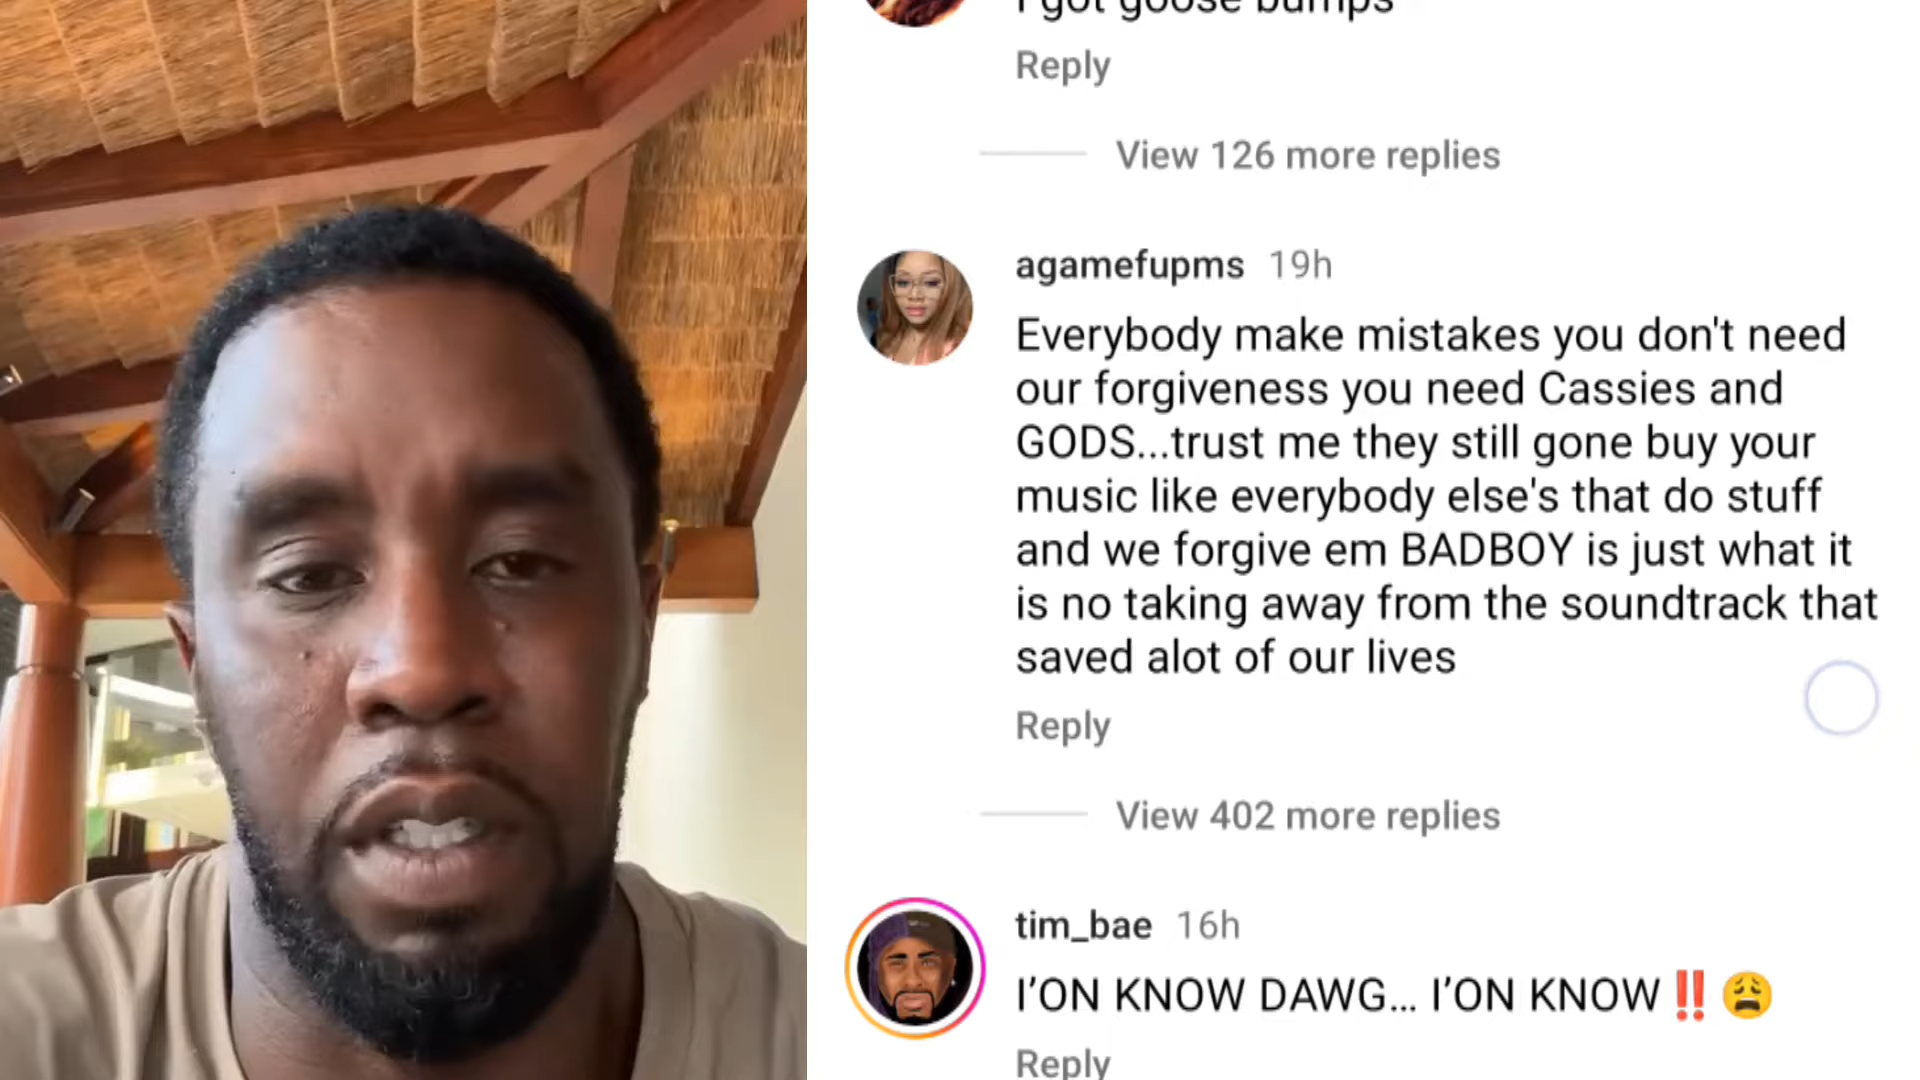 I got goose bumps
Reply
View 126 more replies
agamefupms 19h
Everybody make mistakes you don't need
our forgiveness you need Cassies and
GODS...trust me they still gone buy your
music like everybody else's that do stuff
and we forgive em BADBOY is just what it
is no taking away from the soundtrack that
saved alot of our lives
Reply
View 402 more replies
tim_bae 16h
I’ON KNOW DAWG... I’ON KNOW‼️😩
Reply